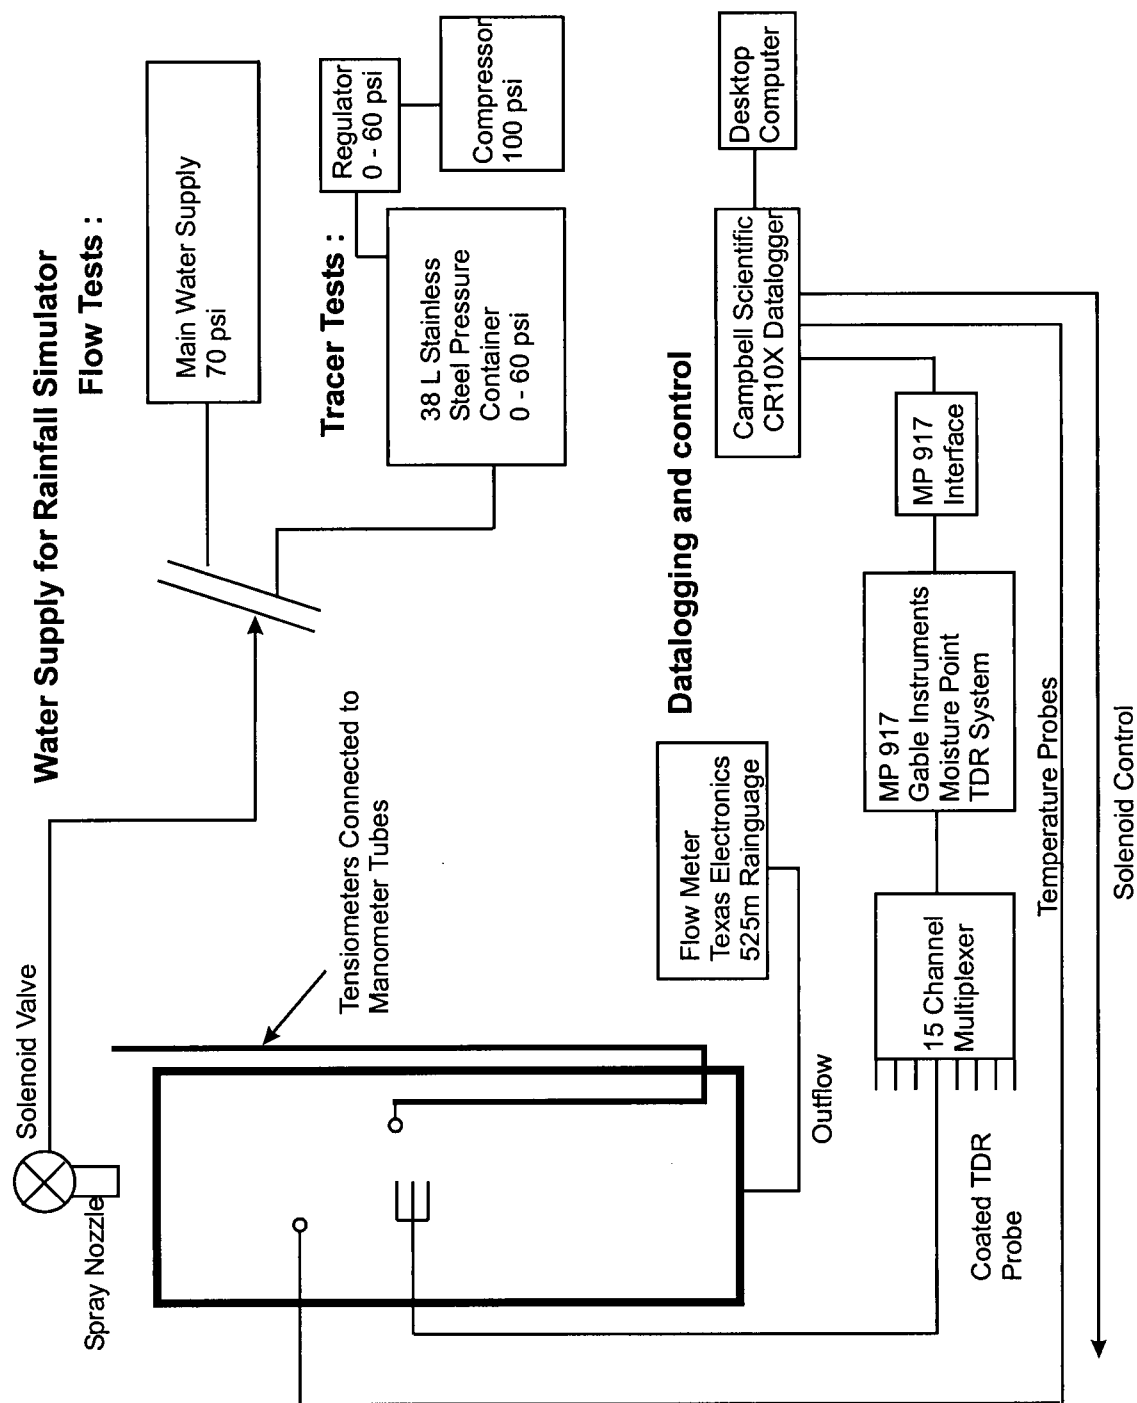 Water Supply for Rainfall Simulator
Flow Tests :
Main Water Supply
70 psi
Tracer Tests :
Regulator
0 - 60 psi
Compressor
100 psi
38 L Stainless
Steel Pressure
Container
0 - 60 psi
Solenoid Valve
Spray Nozzle
Tensiometers Connected to
Manometer Tubes
Datalogging and control
Desktop
Computer
Campbell Scientific
CR10X Datalogger
MP 917
Interface
MP 917
Gable Instruments
Moisture Point
TDR System
Flow Meter
Texas Electronics
525m Rainguage
Outflow
15 Channel
Multiplexer
Coated TDR
Probe
Temperature Probes
Solenoid Control